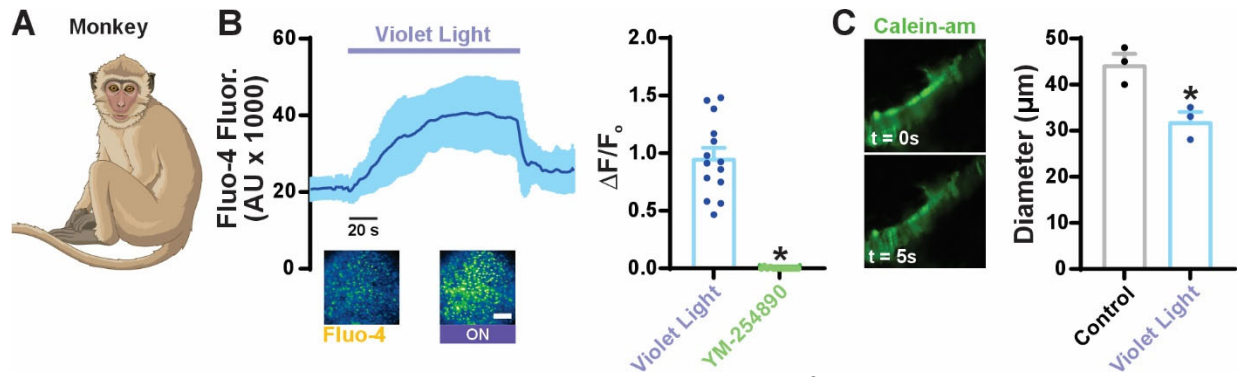 A
Monkey
B
Violet Light
Fluo-4 Fluor.
(AU x 1000)
60
40
20
0
20 s
Fluo-4
ON
ΔF/Fo
2.0
1.5
1.0
0.5
0.0
*
Violet Light
YM-254890
C
Calein-am
t = 0s
t = 5s
Diameter (μm)
50
40
30
20
10
0
*
Control
Violet Light